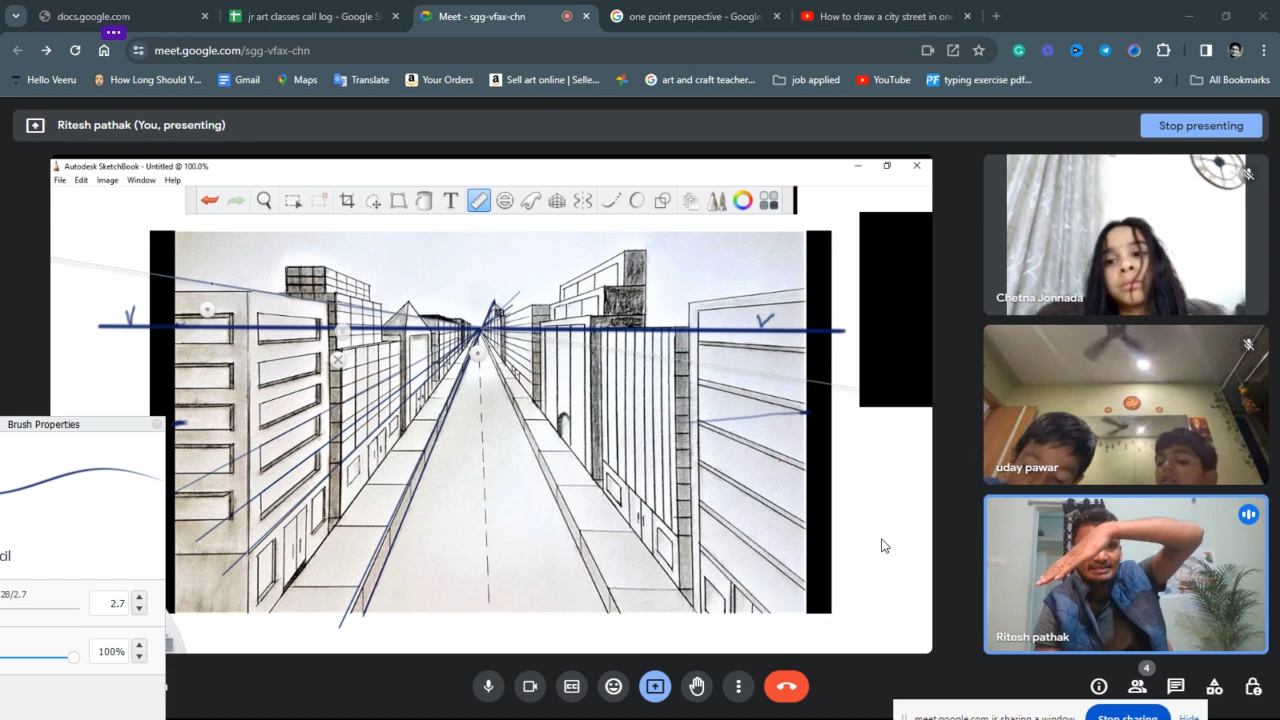 docs.google.com
jr art classes call log - Google S
Meet - sgg-vfax-chn
one point perspective - Google
How to draw a city street in one
meet.google.com/sgg-vfax-chn
Hello Veeru
How Long Should Y...
Gmail
Maps
Translate
Your Orders
Sell art online | Selle...
art and craft teacher...
job applied
YouTube
typing exercise pdf...
All Bookmarks
Ritesh pathak (You, presenting)
Stop presenting
Autodesk SketchBook - Untitled @ 100.0%
File Edit Image Window Help
V
V
Chetna Jonnada
uday pawar
Ritesh pathak
Brush Properties
cil
2B/2.7
2.7
100%
4
meet.google.com is sharing a window.
Stop sharing
Hide